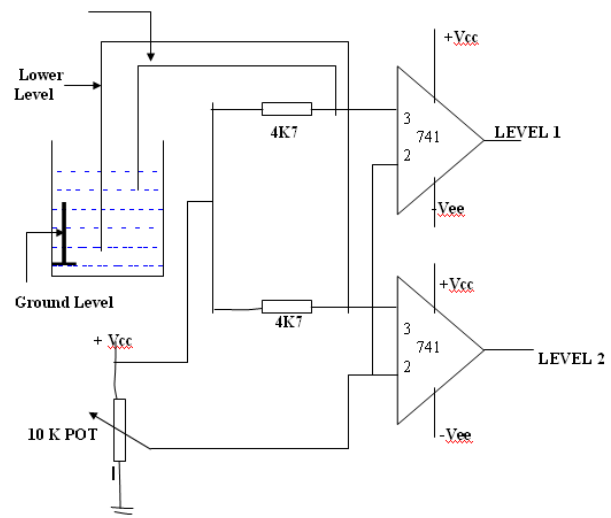 +Vcc
Lower
Level
4K7
3
741
2
LEVEL 1
-Vee
Ground Level
+Vcc
4K7
3
741
2
LEVEL 2
+ Vcc
10 K POT
-Vee